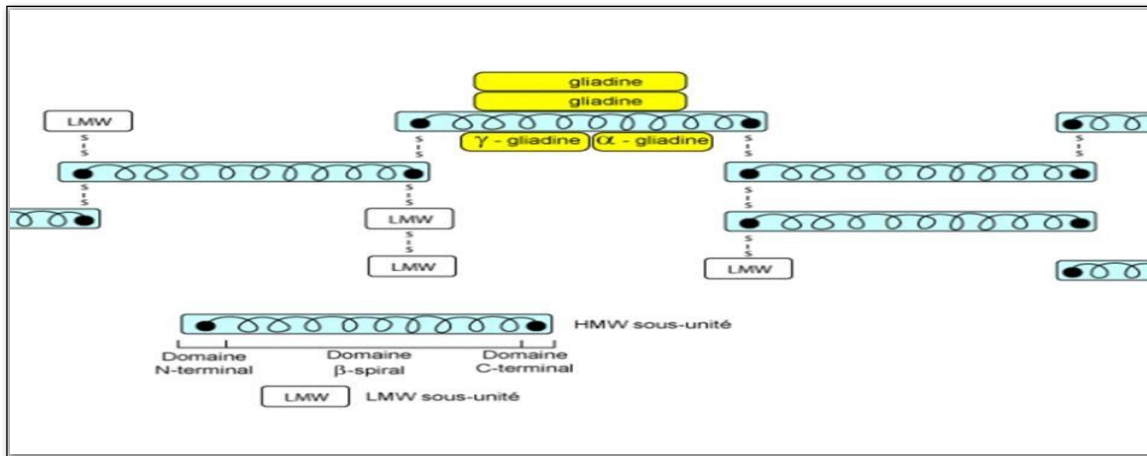 gliadine
gliadine
LMW
γ - gliadine
α - gliadine
s-s
s-s
s-s
s-s
s-s
s-s
LMW
s-s
s-s
LMW
LMW
HMW sous-unité
Domaine
N-terminal
Domaine
β-spiral
Domaine
C-terminal
LMW
LMW sous-unité